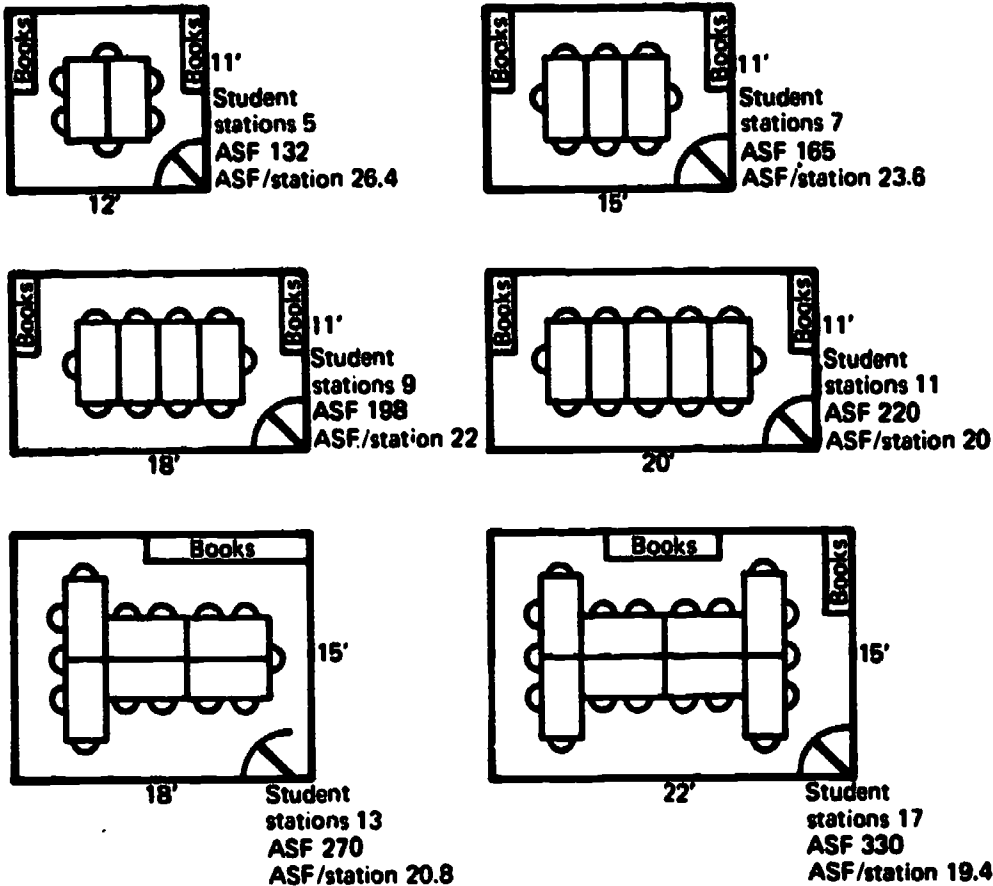 Books
Books
11'
Student
stations 5
ASF 132
ASF/station 26.4
12'
Books
Books
11'
Student
stations 7
ASF 165
ASF/station 23.6
15'
Books
Books
11'
Student
stations 9
ASF 198
ASF/station 22
18'
Books
Books
11'
Student
stations 11
ASF 220
ASF/station 20
20'
Books
15'
18'
Student
stations 13
ASF 270
ASF/station 20.8
Books
Books
15'
22'
Student
stations 17
ASF 330
ASF/station 19.4